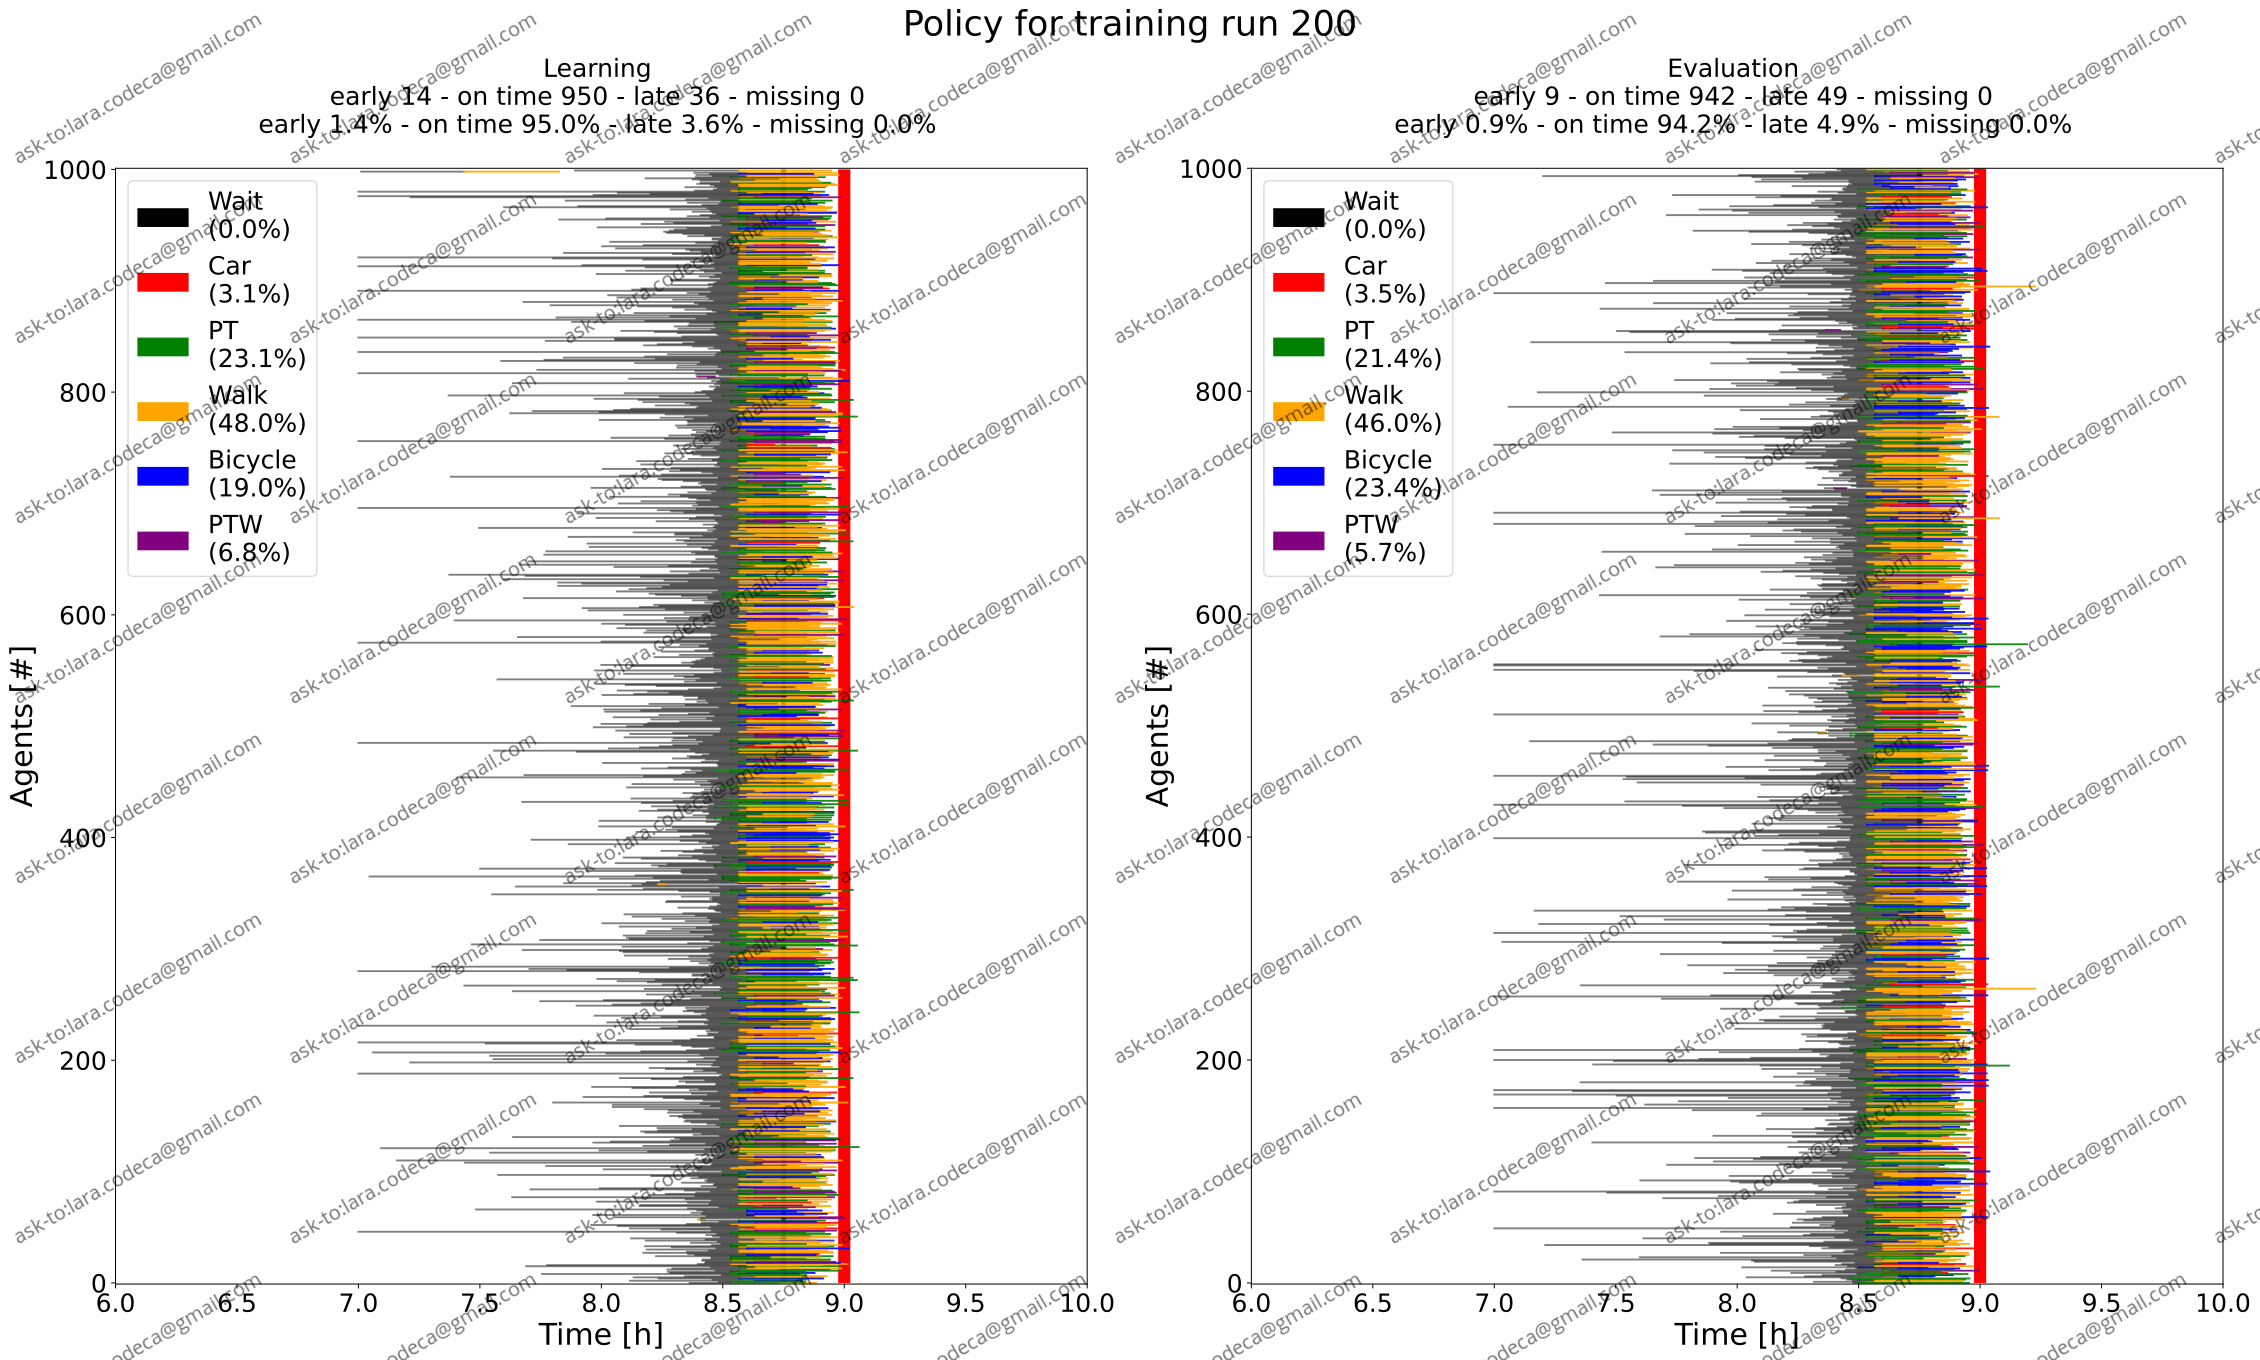 Policy for training run 200
Learning
early 14 - on time 950 - late 36 - missing 0
early 1.4% - on time 95.0% - late 3.6% - missing 0.0%
Agents [#]
1000
800
600
400
200
0
Wait
(0.0%)
Car
(3.1%)
PT
(23.1%)
Walk
(48.0%)
Bicycle
(19.0%)
PTW
(6.8%)
6.0 6.5 7.0 7.5 8.0 8.5 9.0 9.5 10.0
Time [h]
Evaluation
early 9 - on time 942 - late 49 - missing 0
early 0.9% - on time 94.2% - late 4.9% - missing 0.0%
Agents [#]
1000
800
600
400
200
0
Wait
(0.0%)
Car
(3.5%)
PT
(21.4%)
Walk
(46.0%)
Bicycle
(23.4%)
PTW
(5.7%)
6.0 6.5 7.0 7.5 8.0 8.5 9.0 9.5 10.0
Time [h]
ask-to:lara.codeca@gmail.com